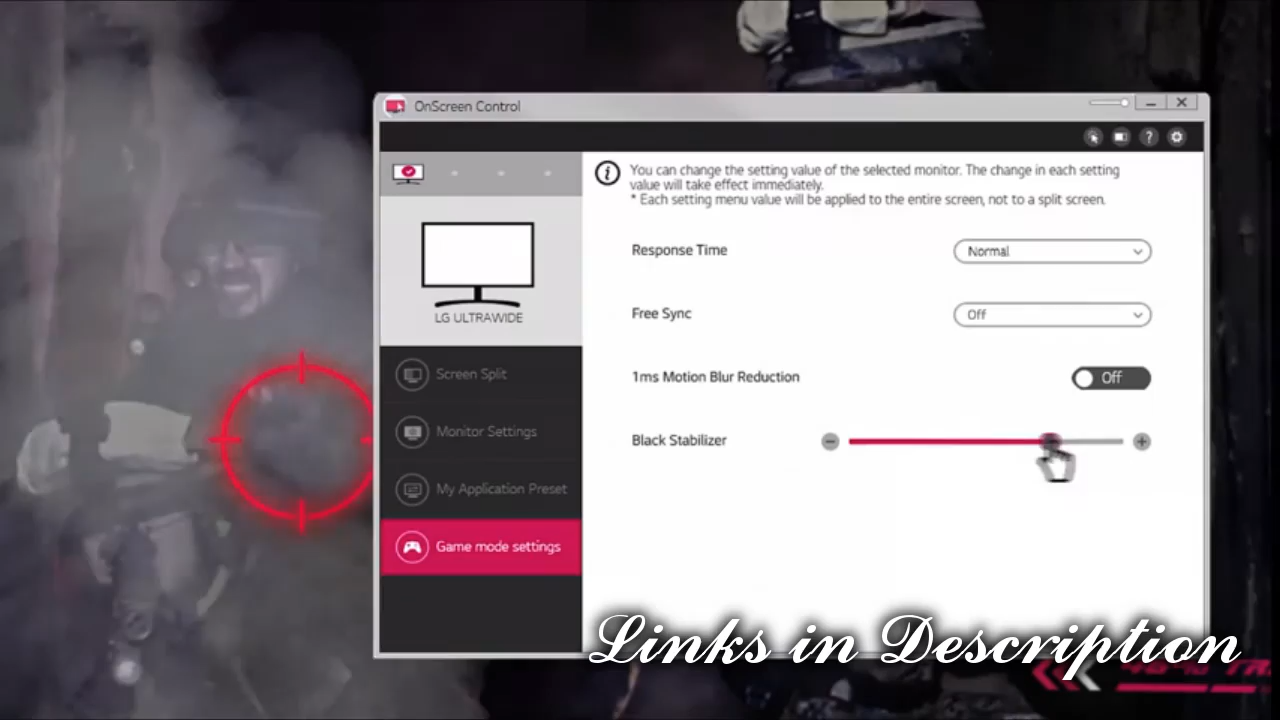 OnScreen Control
You can change the setting value of the selected monitor. The change in each setting
value will take effect immediately.
* Each setting menu value will be applied to the entire screen, not to a split screen.
LG ULTRAWIDE
Screen Split
Monitor Settings
My Application Preset
Game mode settings
Response Time
Normal
Free Sync
Off
1ms Motion Blur Reduction
Off
Black Stabilizer
Links in Description